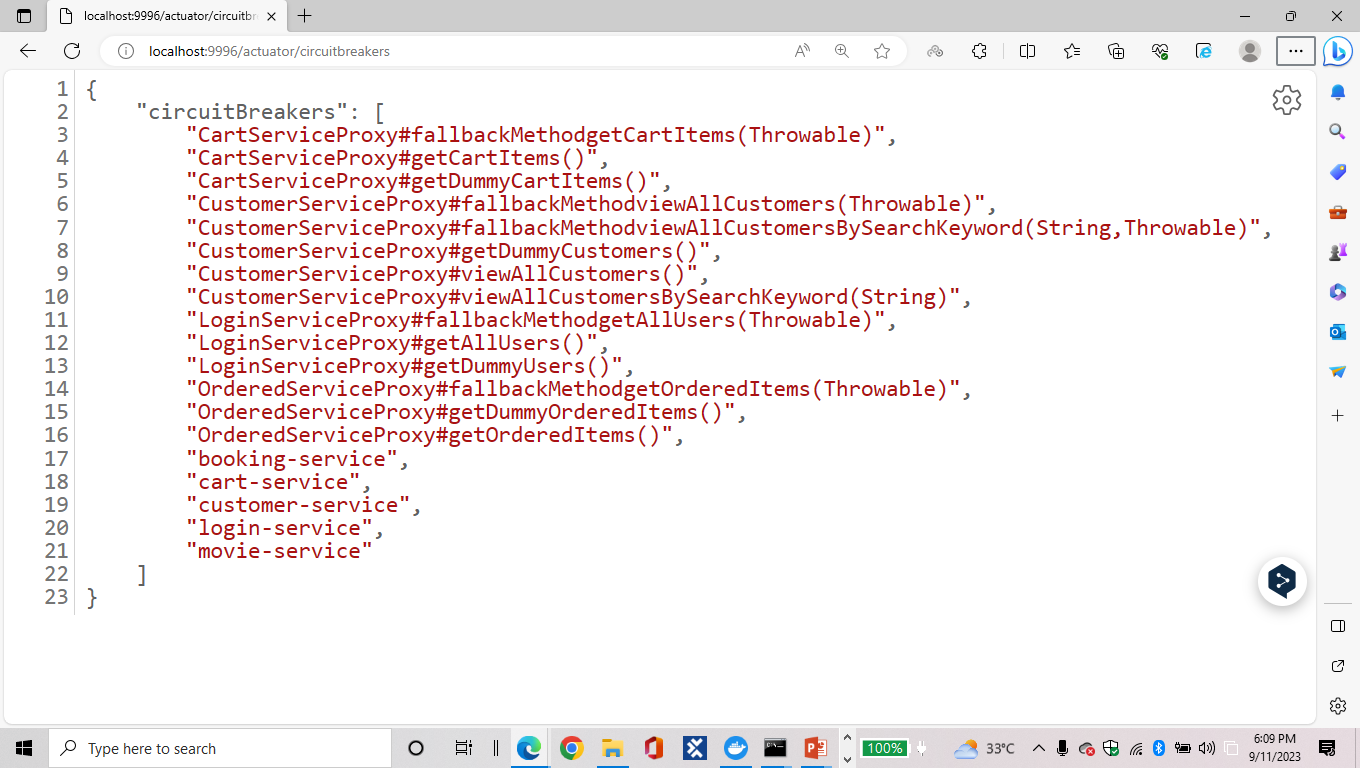 localhost:9996/actuator/circuitbr
localhost:9996/actuator/circuitbreakers
1 {
2 "circuitBreakers": [
3 "CartServiceProxy#fallbackMethodgetCartItems(Throwable)",
4 "CartServiceProxy#getCartItems()",
5 "CartServiceProxy#getDummyCartItems()",
6 "CustomerServiceProxy#fallbackMethodviewAllCustomers(Throwable)",
7 "CustomerServiceProxy#fallbackMethodviewAllCustomersBySearchKeyword(String,Throwable)",
8 "CustomerServiceProxy#getDummyCustomers()",
9 "CustomerServiceProxy#viewAllCustomers()",
10 "CustomerServiceProxy#viewAllCustomersBySearchKeyword(String)",
11 "LoginServiceProxy#fallbackMethodgetAllUsers(Throwable)",
12 "LoginServiceProxy#getAllUsers()",
13 "LoginServiceProxy#getDummyUsers()",
14 "OrderedServiceProxy#fallbackMethodgetOrderedItems(Throwable)",
15 "OrderedServiceProxy#getDummyOrderedItems()",
16 "OrderedServiceProxy#getOrderedItems()",
17 "booking-service",
18 "cart-service",
19 "customer-service",
20 "login-service",
21 "movie-service"
22 ]
23 }
Type here to search
100%
33°C
6:09 PM
9/11/2023